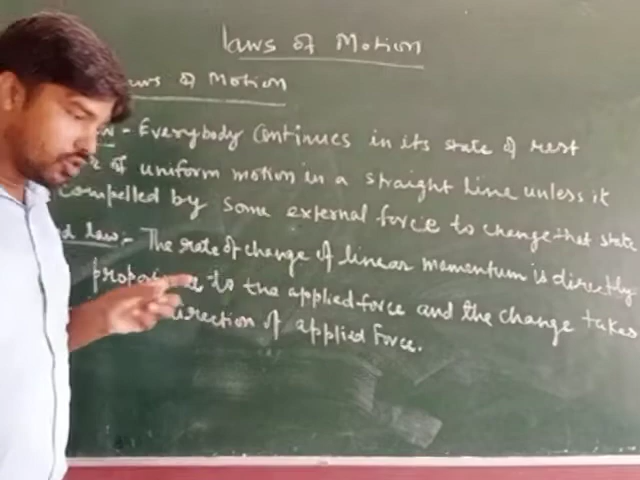 laws of Motion
aws of Motion
w - Everybody Continues in its state of rest
of uniform motion in a straight line unless it
compelled by some external force to change that state
d law:- The rate of change of linear momentum is directly
propo to the applied force and the change takes
direction of applied force.